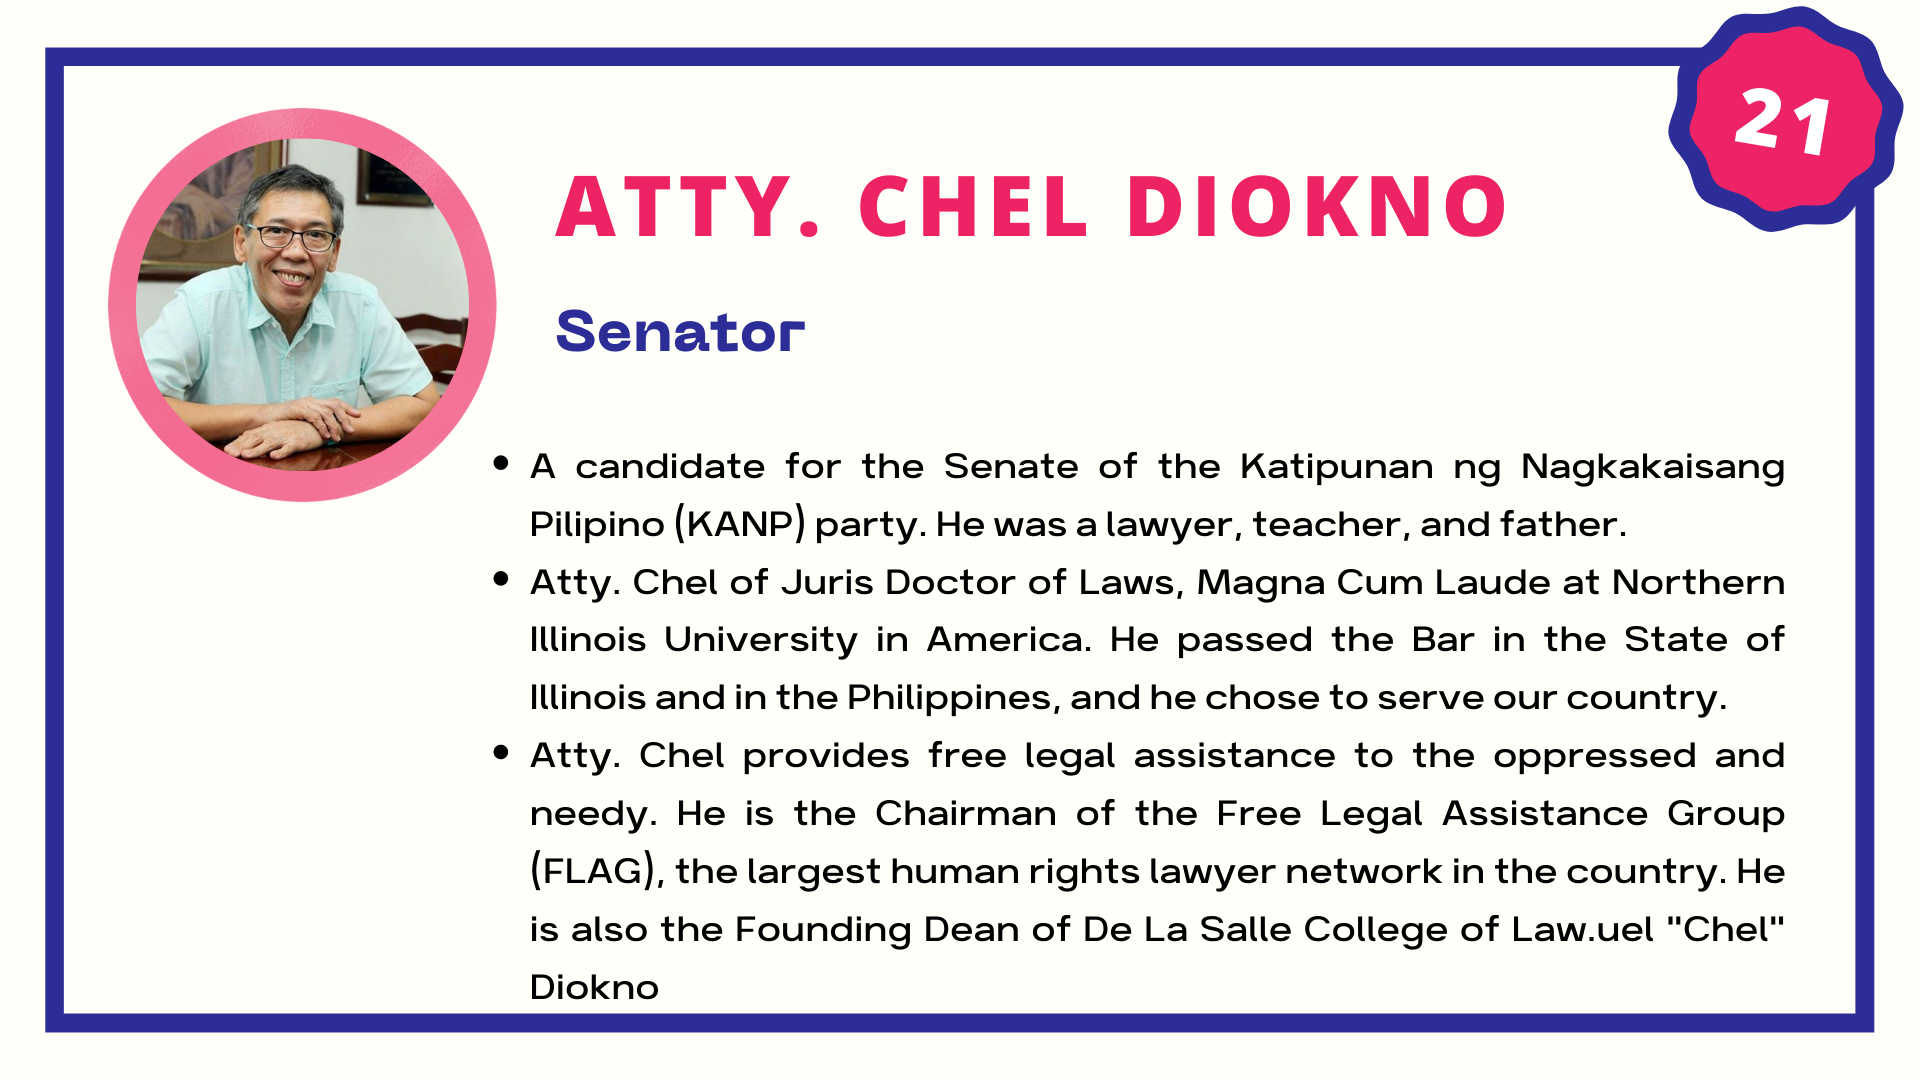 21
ATTY. CHEL DIOKNO
Senator
• A candidate for the Senate of the Katipunan ng Nagkakaisang
Pilipino (KANP) party. He was a lawyer, teacher, and father.
• Atty. Chel of Juris Doctor of Laws, Magna Cum Laude at Northern
Illinois University in America. He passed the Bar in the State of
Illinois and in the Philippines, and he chose to serve our country.
• Atty. Chel provides free legal assistance to the oppressed and
needy. He is the Chairman of the Free Legal Assistance Group
(FLAG), the largest human rights lawyer network in the country. He
is also the Founding Dean of De La Salle College of Law.uel "Chel"
Diokno